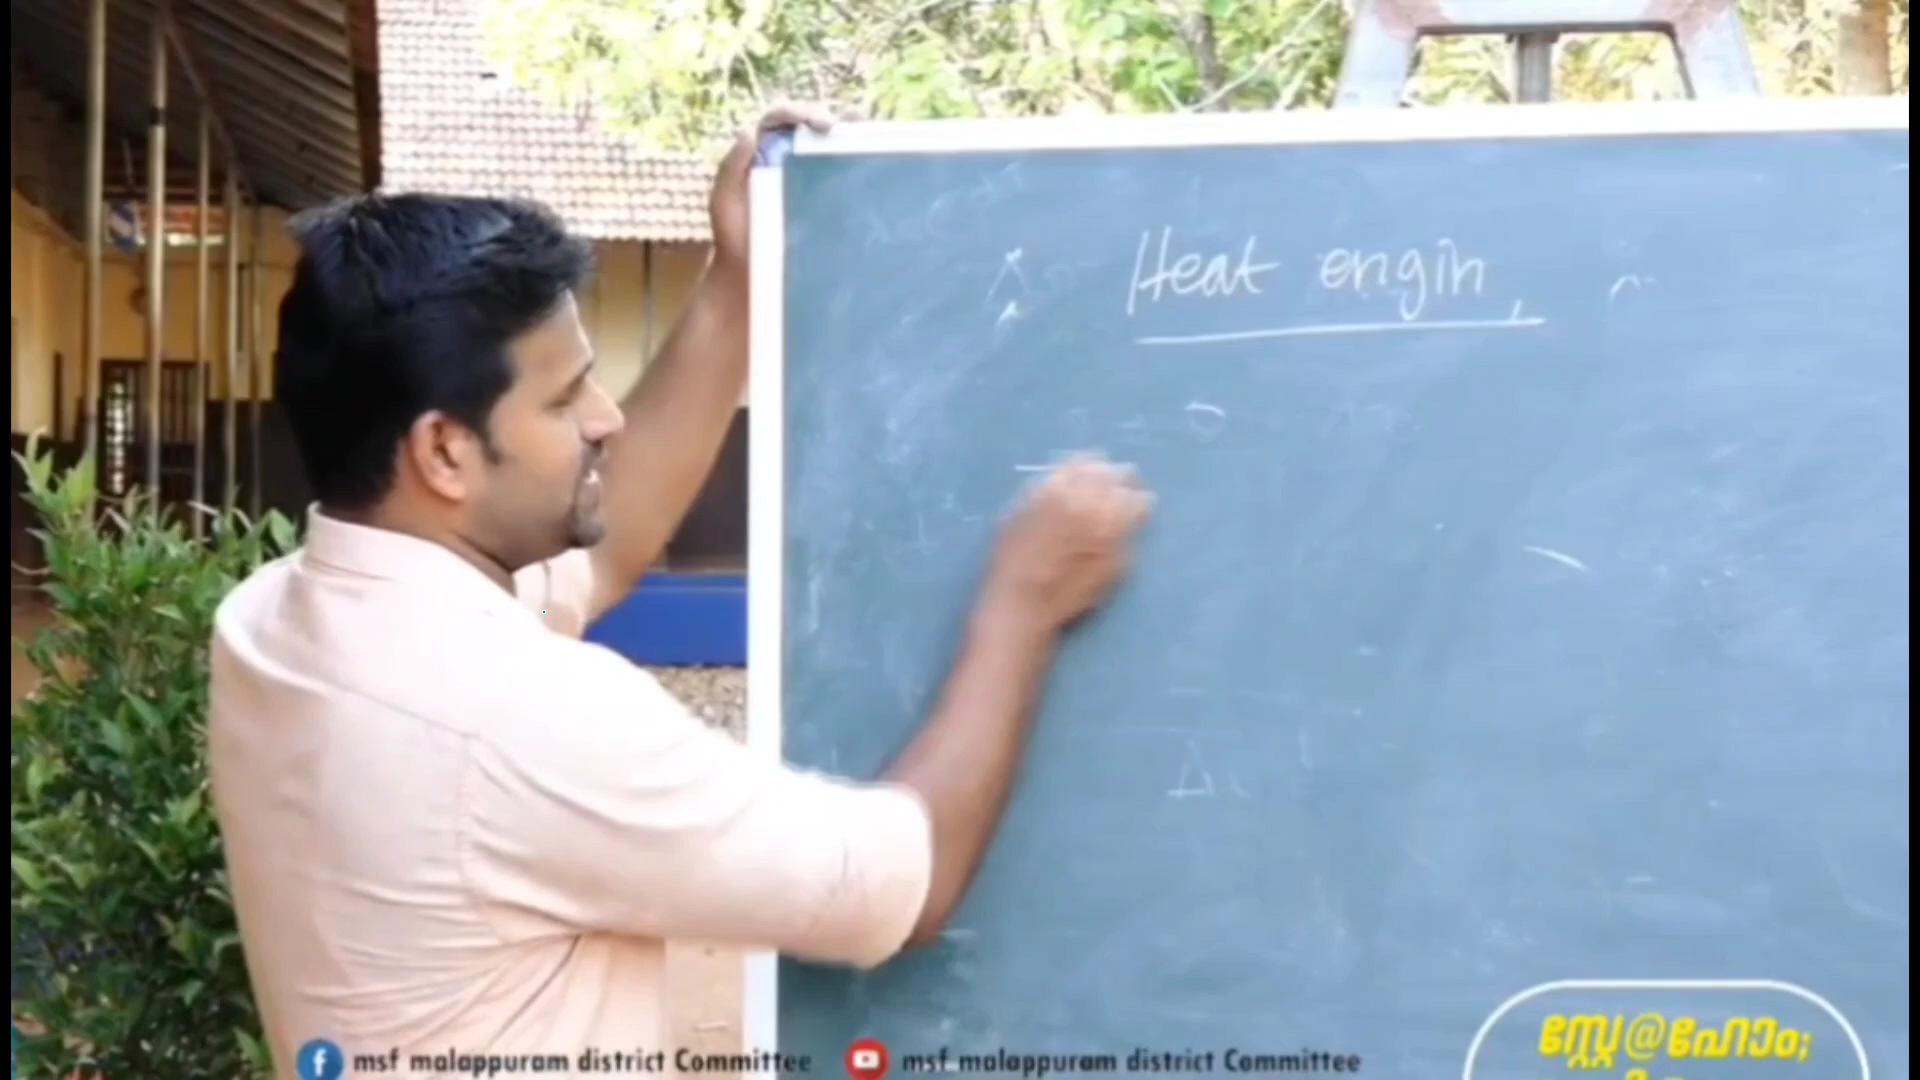 Heat engin
msf malappuram district Committee
msf malappuram district Committee
സ്റ്റേ@ഹോം;